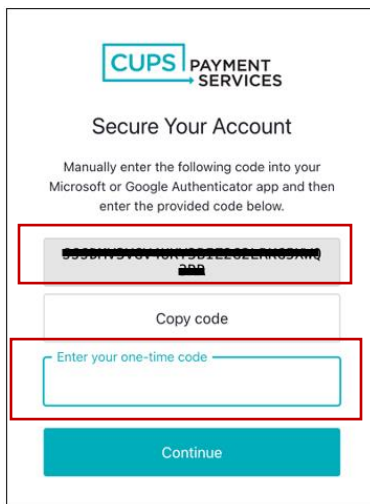 CUPS PAYMENT
SERVICES
Secure Your Account
Manually enter the following code into your
Microsoft or Google Authenticator app and then
enter the provided code below.
Copy code
Enter your one-time code
Continue